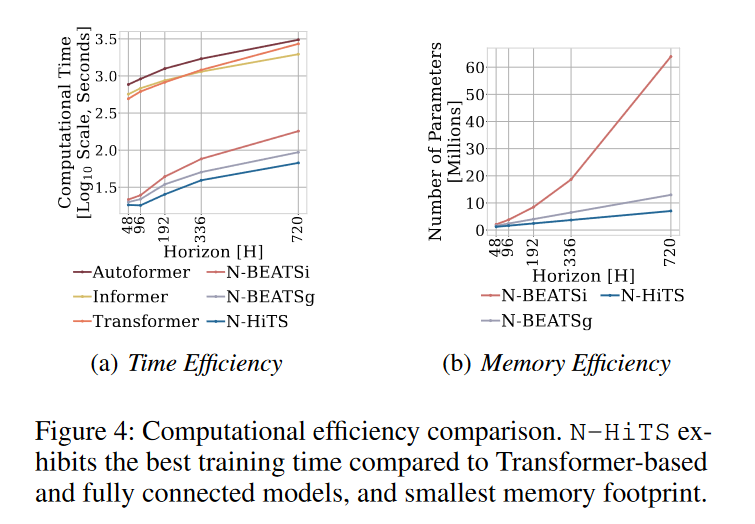 Computational Time
[Log10 Scale, Seconds]
3.5
3.0
2.5
2.0
1.5
48
96
192
336
720
Horizon [H]
Autoformer
N-BEATSi
Informer
N-BEATSg
Transformer
N-HiTS
(a) Time Efficiency
Number of Parameters
[Millions]
60
50
40
30
20
10
0
48
96
192
336
720
Horizon [H]
N-BEATSi
N-HiTS
N-BEATSg
(b) Memory Efficiency
Figure 4: Computational efficiency comparison. N-HiTS ex-
hibits the best training time compared to Transformer-based
and fully connected models, and smallest memory footprint.